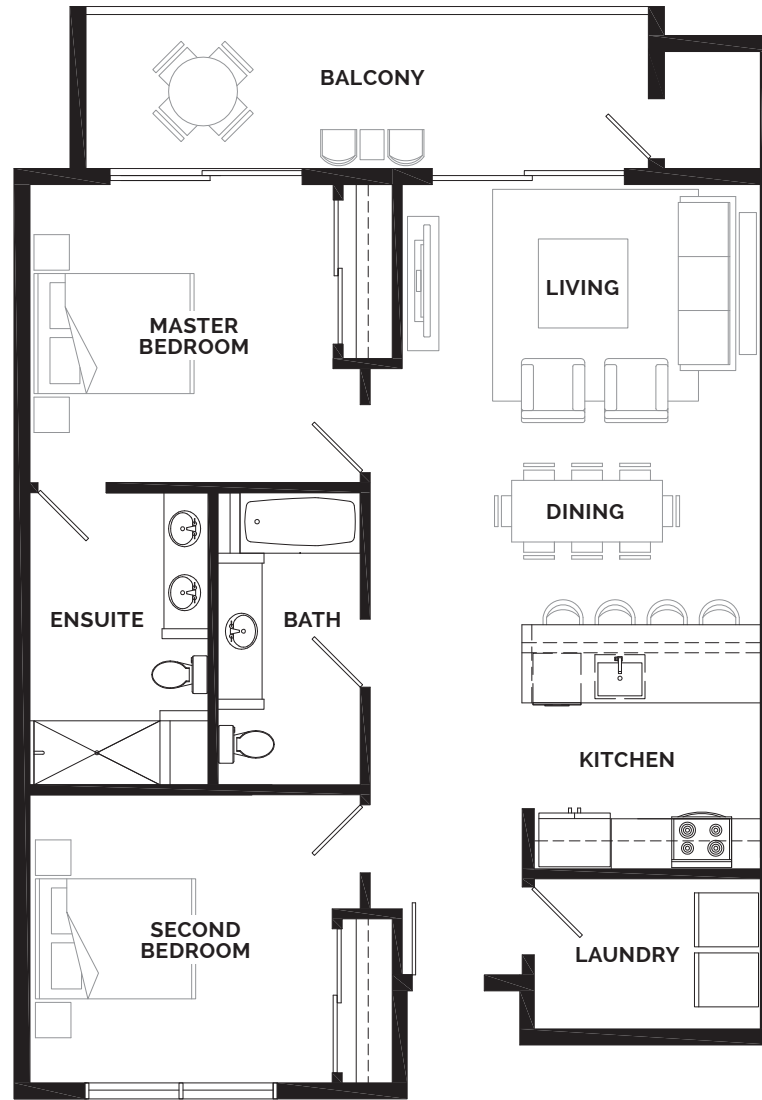 BALCONY
LIVING
MASTER
BEDROOM
DINING
ENSUITE
BATH
KITCHEN
SECOND
BEDROOM
LAUNDRY